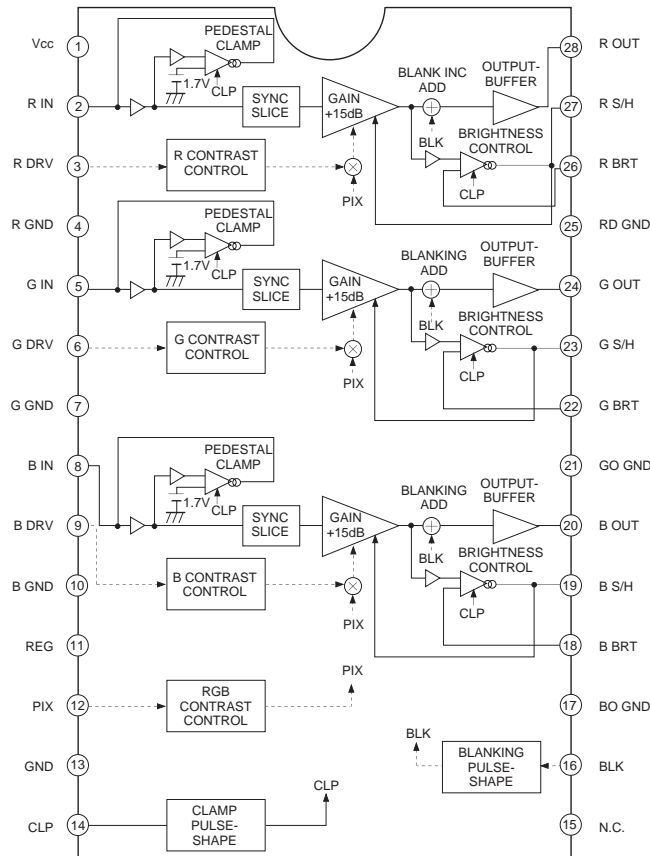 Vcc 1
R IN 2
R DRV 3
R GND 4
G IN 5
G DRV 6
G GND 7
B IN 8
B DRV 9
B GND 10
REG 11
PIX 12
GND 13
CLP 14
28 R OUT
27 R S/H
26 R BRT
25 RD GND
24 G OUT
23 G S/H
22 G BRT
21 GO GND
20 B OUT
19 B S/H
18 B BRT
17 BO GND
16 BLK
15 N.C.
PEDESTAL
CLAMP
1.7V
CLP
SYNC
SLICE
GAIN
+15dB
BLANK INC
ADD
OUTPUT-
BUFFER
BLK
BRIGHTNESS
CONTROL
CLP
R CONTRAST
CONTROL
PIX
PEDESTAL
CLAMP
1.7V
CLP
SYNC
SLICE
GAIN
+15dB
BLANKING
ADD
OUTPUT-
BUFFER
BLK
BRIGHTNESS
CONTROL
CLP
G CONTRAST
CONTROL
PIX
PEDESTAL
CLAMP
1.7V
CLP
SYNC
SLICE
GAIN
+15dB
BLANKING
ADD
OUTPUT-
BUFFER
BLK
BRIGHTNESS
CONTROL
CLP
B CONTRAST
CONTROL
PIX
PIX
RGB
CONTRAST
CONTROL
BLK
BLANKING
PULSE-
SHAPE
CLP
CLAMP
PULSE-
SHAPE